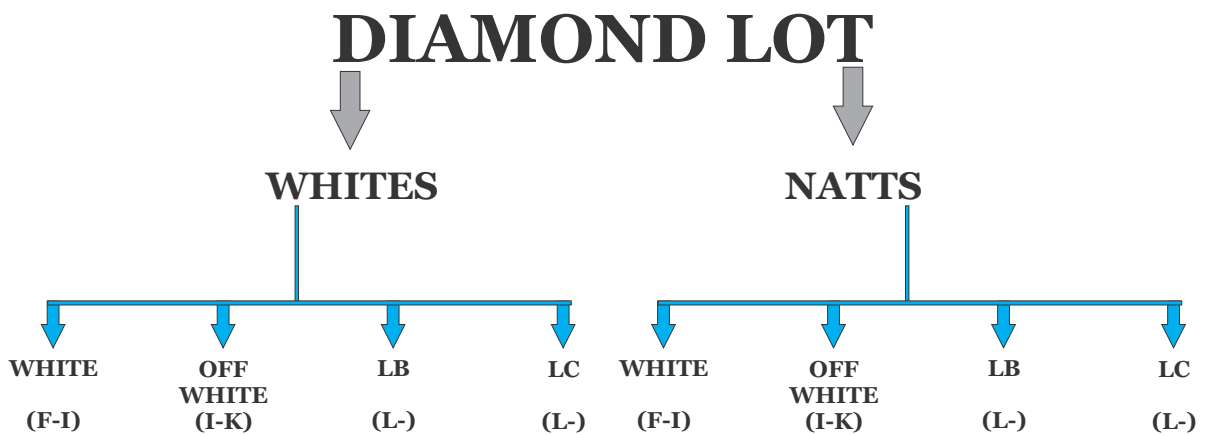 DIAMOND LOT
WHITES
NATTS
WHITE
(F-I)
OFF
WHITE
(I-K)
LB
(L-)
LC
(L-)
WHITE
(F-I)
OFF
WHITE
(I-K)
LB
(L-)
LC
(L-)